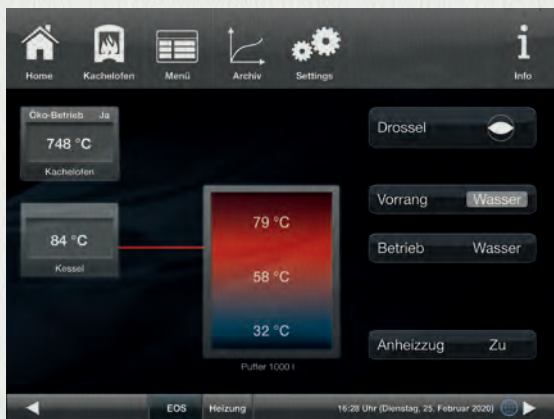 Home Kachelofen Menü Archiv Settings Info
Öko-Betrieb Ja
748 °C
Kachelofen
84 °C
Kessel
79 °C
58 °C
32 °C
Puffer 1000 l
Drossel
Vorrang Wasser
Betrieb Wasser
Anheizzug Zu
EOS Heizung 16:28 Uhr (Dienstag, 25. Februar 2020)